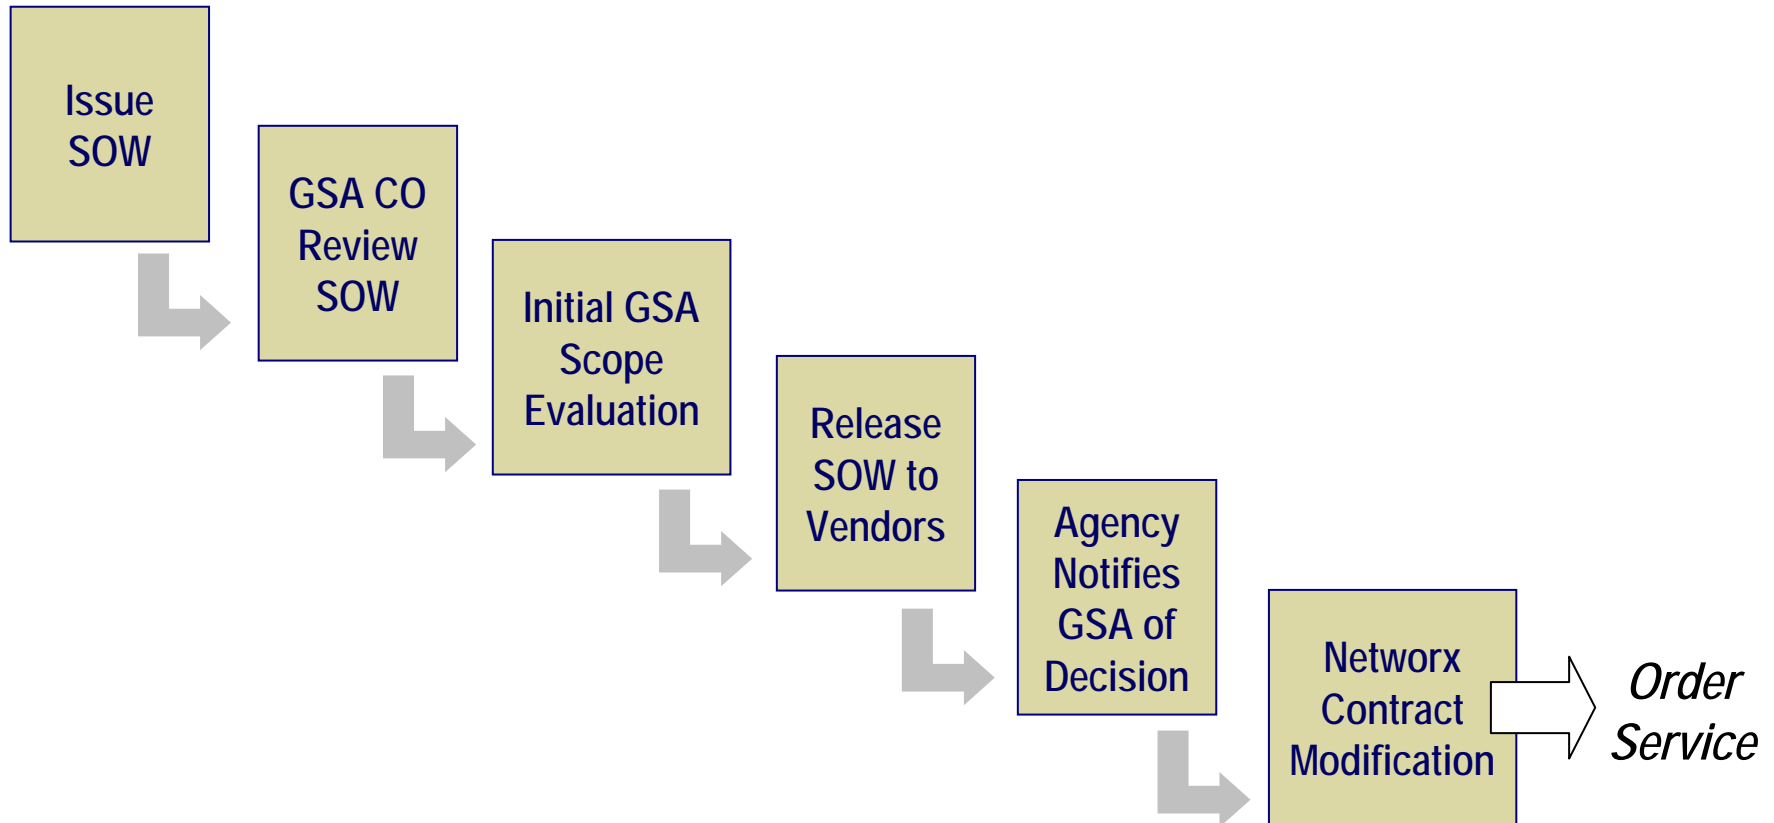 Issue
SOW
GSA CO
Review
SOW
Initial GSA
Scope
Evaluation
Release
SOW to
Vendors
Agency
Notifies
GSA of
Decision
Networx
Contract
Modification
Order
Service